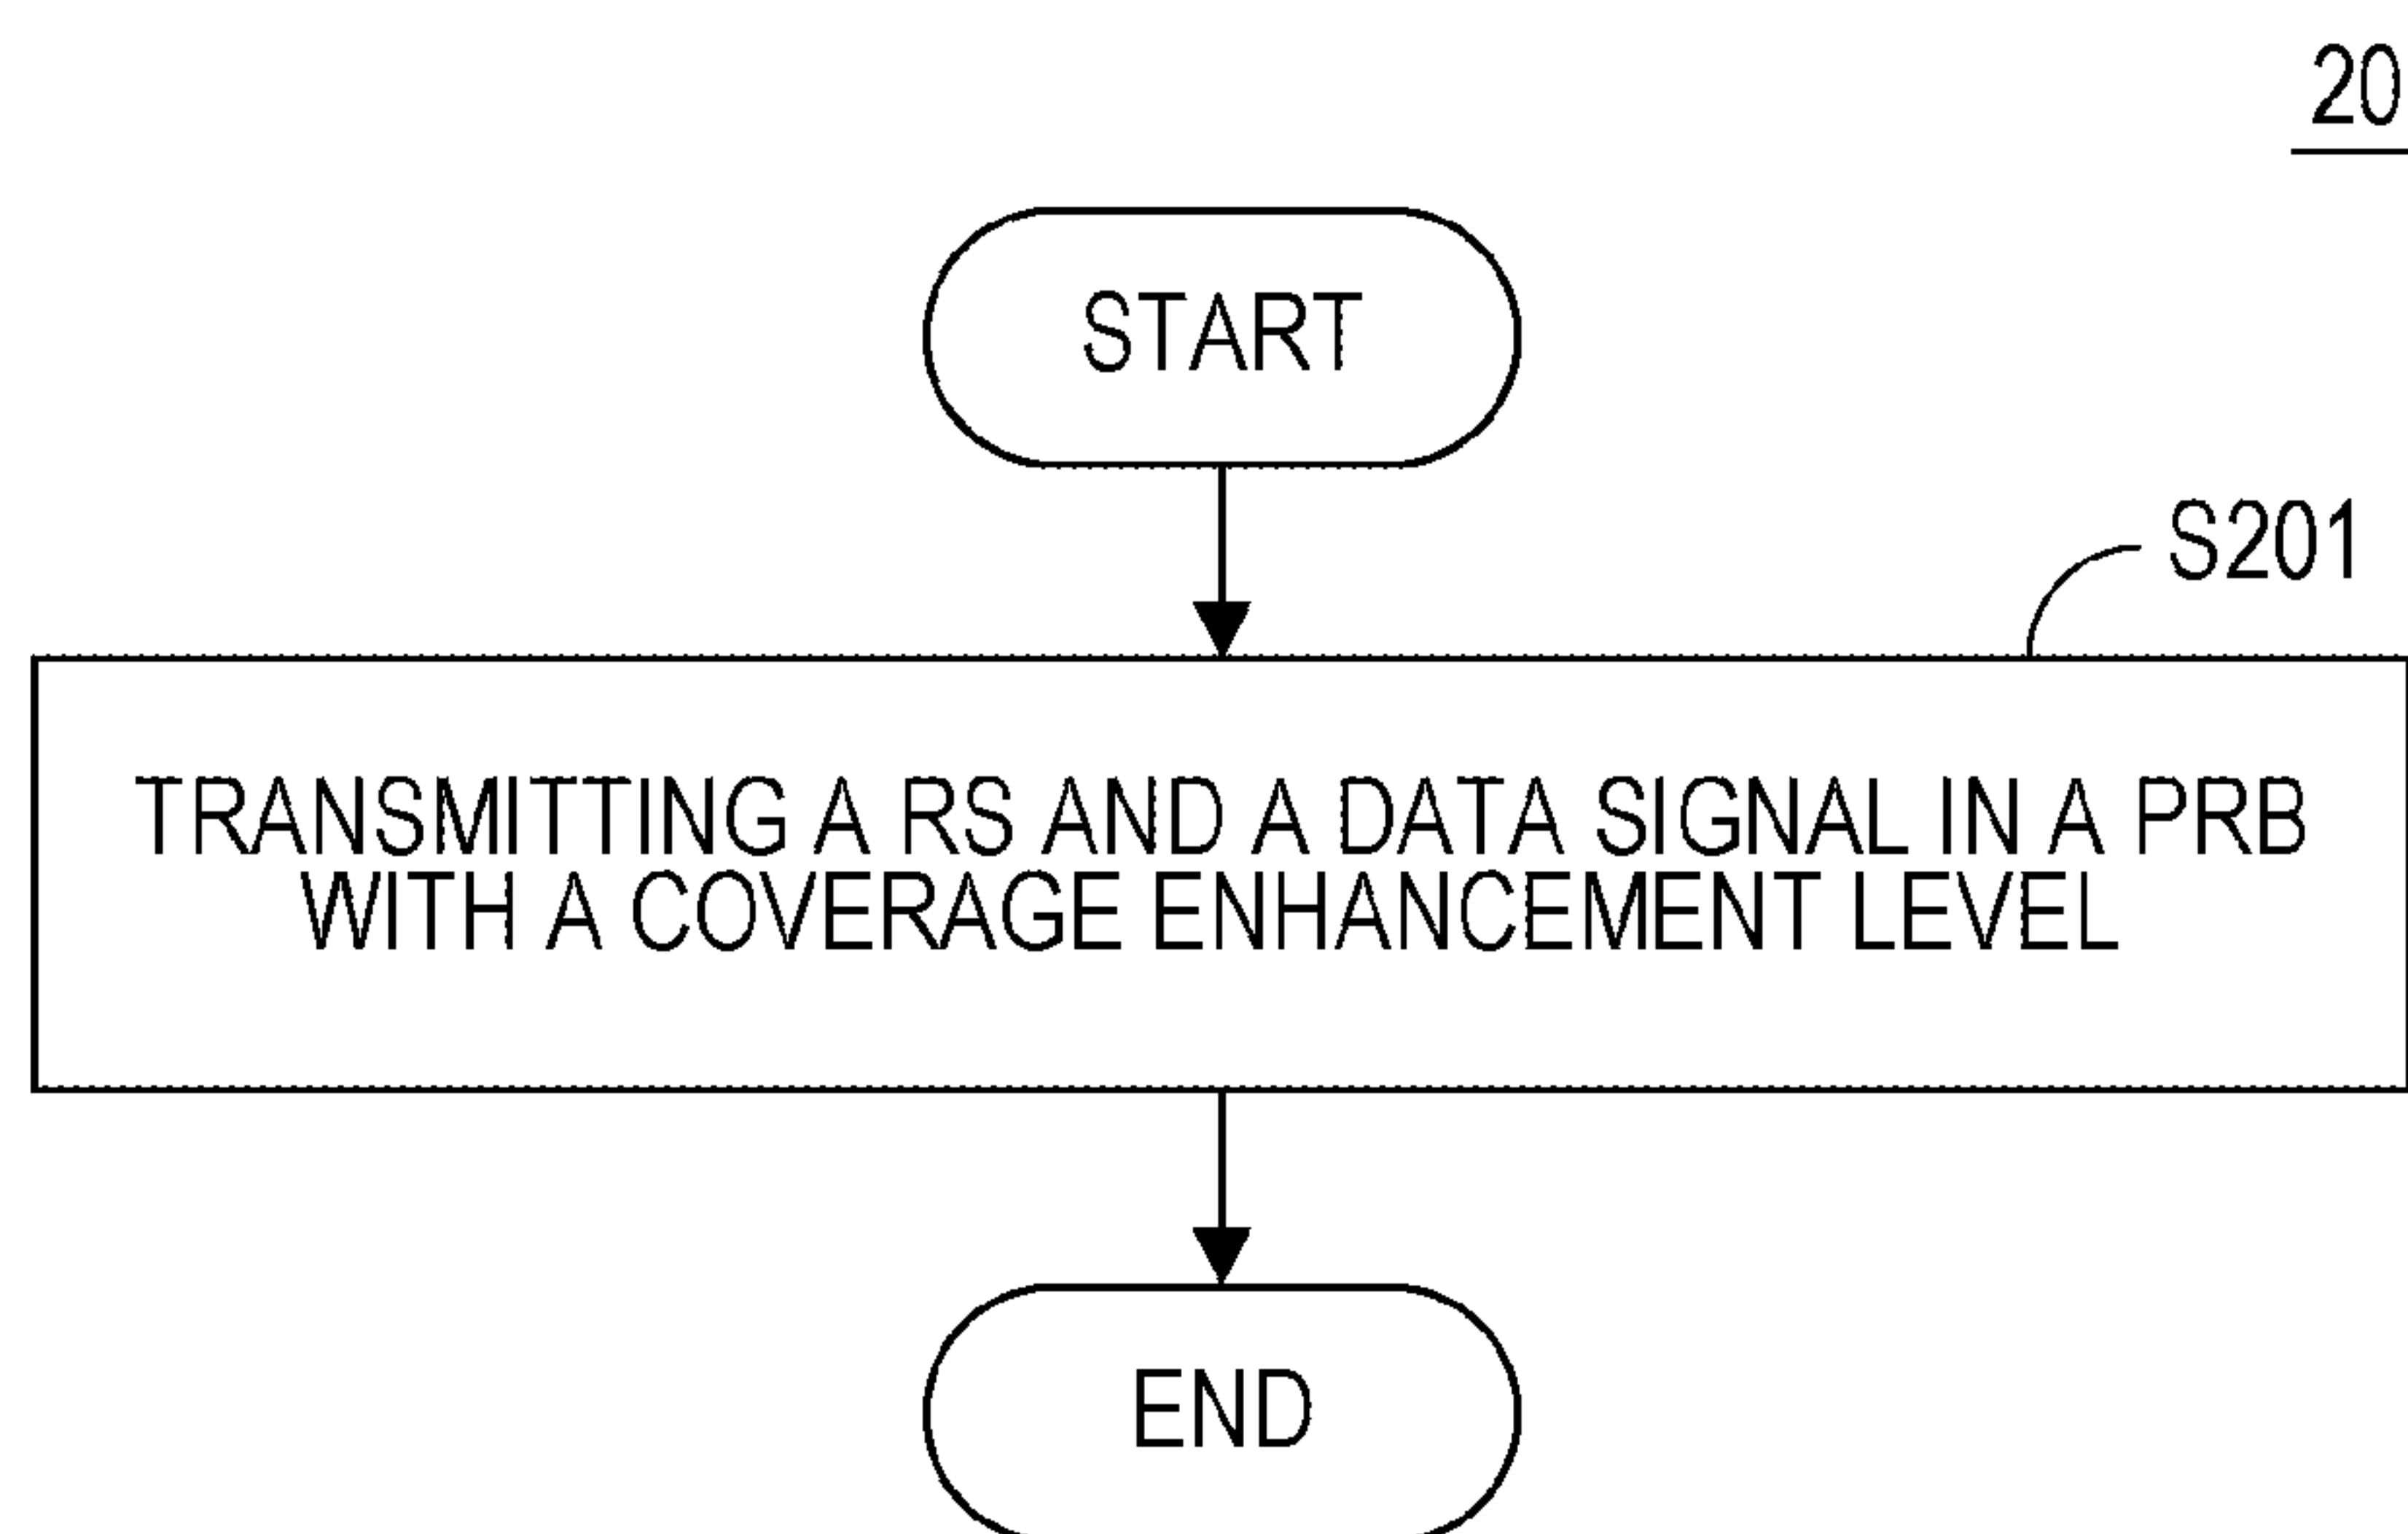 20
START
S201
TRANSMITTING A RS AND A DATA SIGNAL IN A PRB
WITH A COVERAGE ENHANCEMENT LEVEL
END